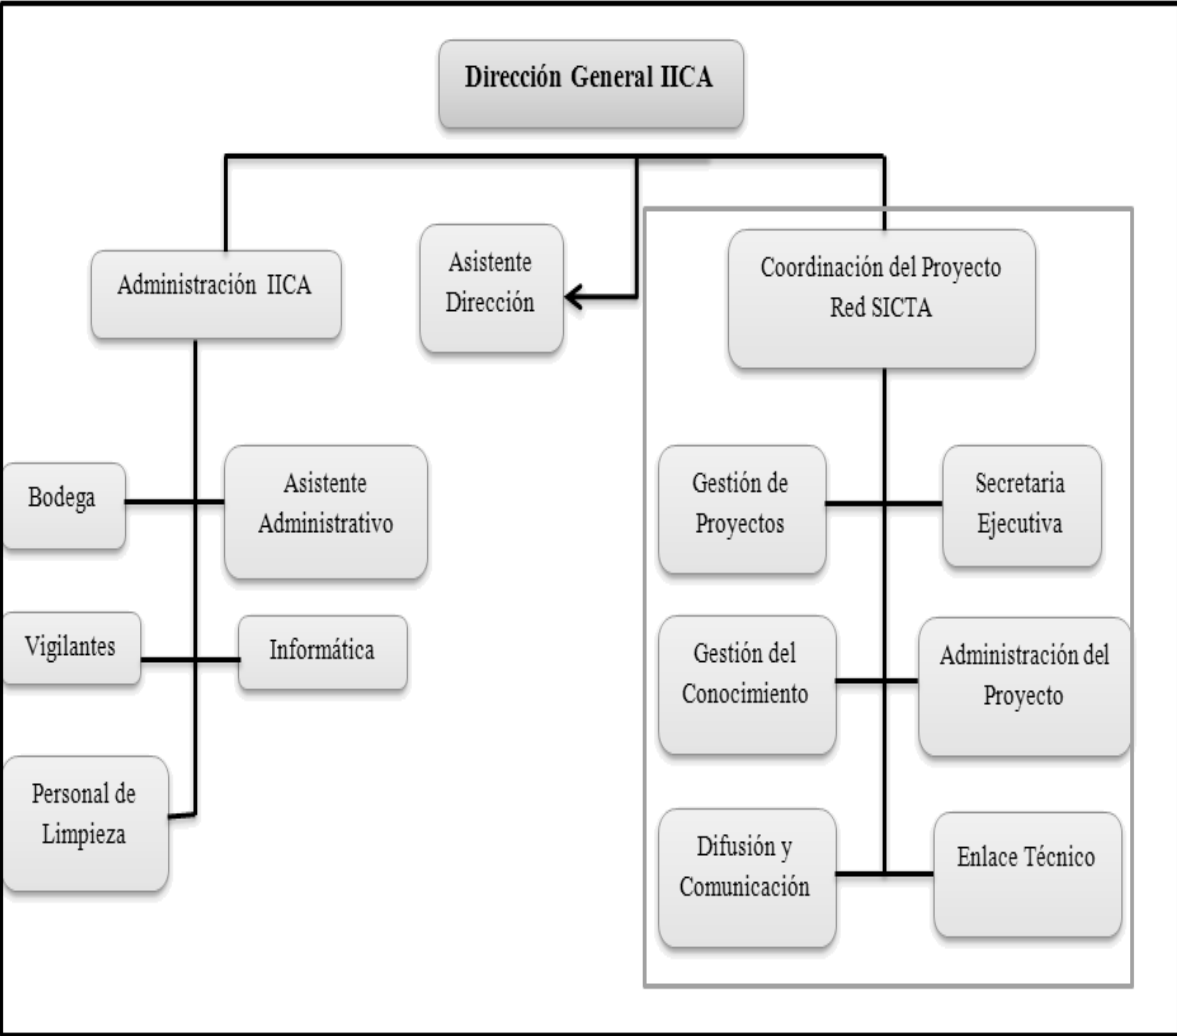 Dirección General IICA
Administración IICA
Asistente
Dirección
Coordinación del Proyecto
Red SICTA
Bodega
Asistente
Administrativo
Gestión de
Proyectos
Secretaria
Ejecutiva
Vigilantes
Informática
Gestión del
Conocimiento
Administración del
Proyecto
Personal de
Limpieza
Difusión y
Comunicación
Enlace Técnico